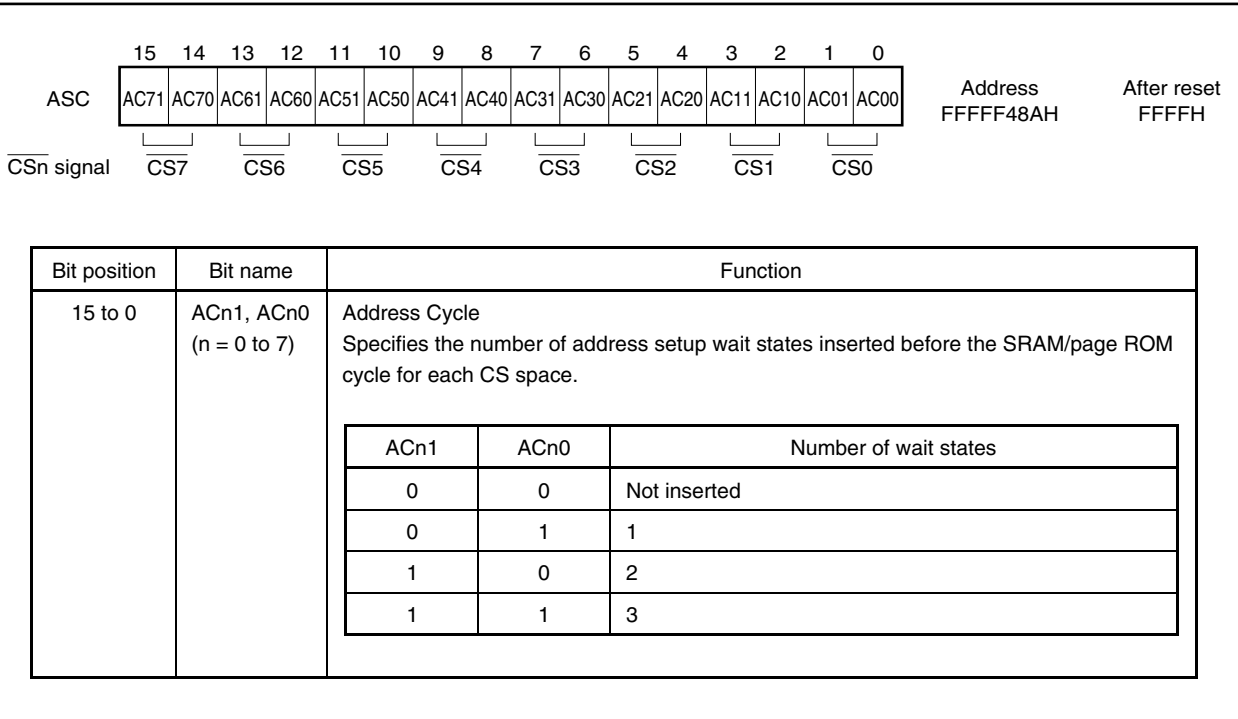 15 14 13 12 11 10 9 8 7 6 5 4 3 2 1 0
ASC AC71 AC70 AC61 AC60 AC51 AC50 AC41 AC40 AC31 AC30 AC21 AC20 AC11 AC10 AC01 AC00 Address After reset
FFFFF48AH FFFFH
CSn signal CS7 CS6 CS5 CS4 CS3 CS2 CS1 CS0
Bit position Bit name Function
15 to 0 ACn1, ACn0 Address Cycle
(n = 0 to 7) Specifies the number of address setup wait states inserted before the SRAM/page ROM
cycle for each CS space.
ACn1 ACn0 Number of wait states
0 0 Not inserted
0 1 1
1 0 2
1 1 3